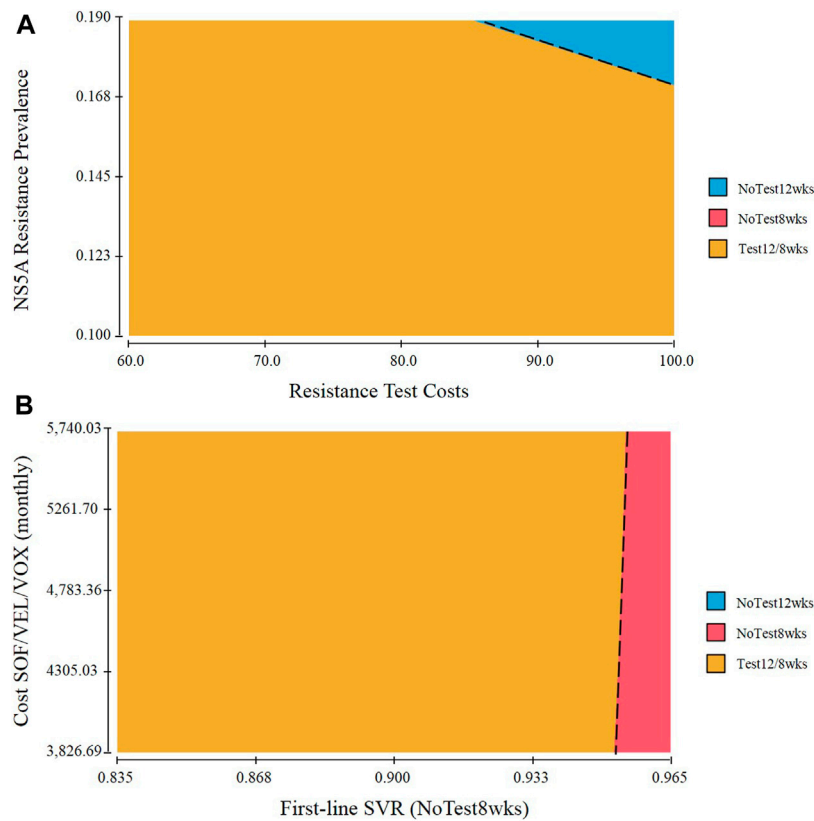 A
0.190
0.168
0.145
0.123
0.100
NS5A Resistance Prevalence
60.0 70.0 80.0 90.0 100.0
Resistance Test Costs
NoTest12wks
NoTest8wks
Test12/8wks
B
5,740.03
5261.70
4,783.36
4305.03
3,826.69
Cost SOF/VEL/VOX (monthly)
0.835 0.868 0.900 0.933 0.965
First-line SVR (NoTest8wks)
NoTest12wks
NoTest8wks
Test12/8wks